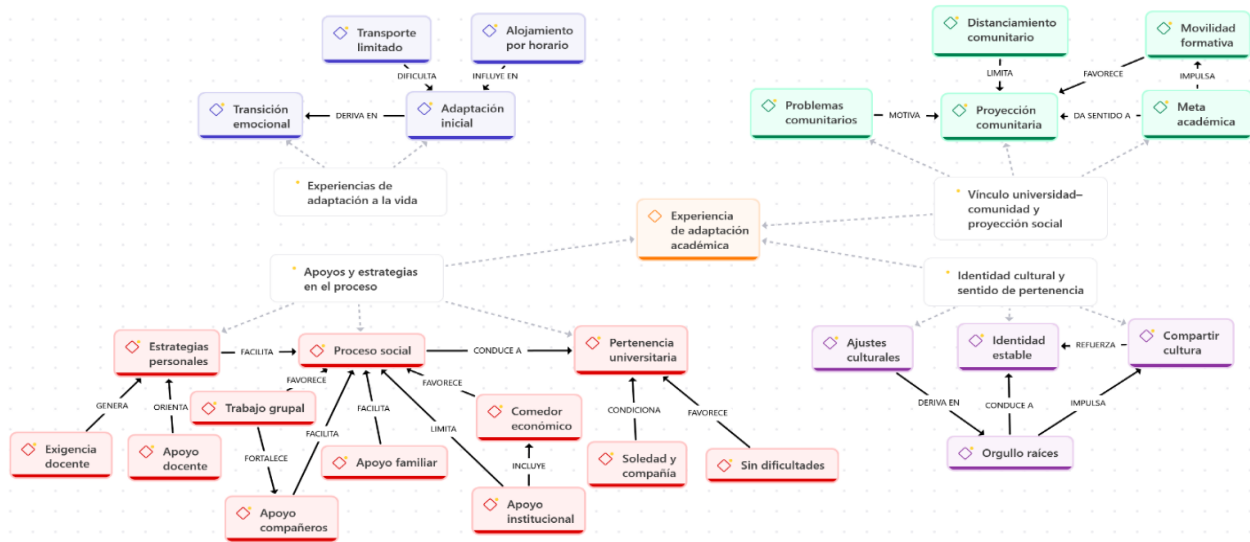 Transporte
limitado
Alojamiento
por horario
DIFICULTA
INFLUYE EN
Transición
emocional
DERIVA EN
Adaptación
inicial
Experiencias de
adaptación a la vida
Distanciamiento
comunitario
Movilidad
formativa
LIMITA
FAVORECE
IMPULSA
Problemas
comunitarios
MOTIVA
Proyección
comunitaria
DA SENTIDO A
Meta
académica
Vínculo universidad–
comunidad y
proyección social
Experiencia
de adaptación
académica
Apoyos y estrategias
en el proceso
Identidad cultural y
sentido de pertenencia
Estrategias
personales
FACILITA
Proceso social
CONDUCE A
Pertenencia
universitaria
GENERA
ORIENTA
FAVORECE
FACILITA
FACILITA
LIMITA
FAVORECE
CONDICIONA
FAVORECE
Exigencia
docente
Apoyo
docente
Trabajo grupal
FORTALECE
Apoyo
compañeros
Apoyo familiar
Comedor
económico
INCLUYE
Apoyo
institucional
Soledad y
compañía
Sin dificultades
Ajustes
culturales
Identidad
estable
REFUERZA
Compartir
cultura
DERIVA EN
CONDUCE A
IMPULSA
Orgullo raíces